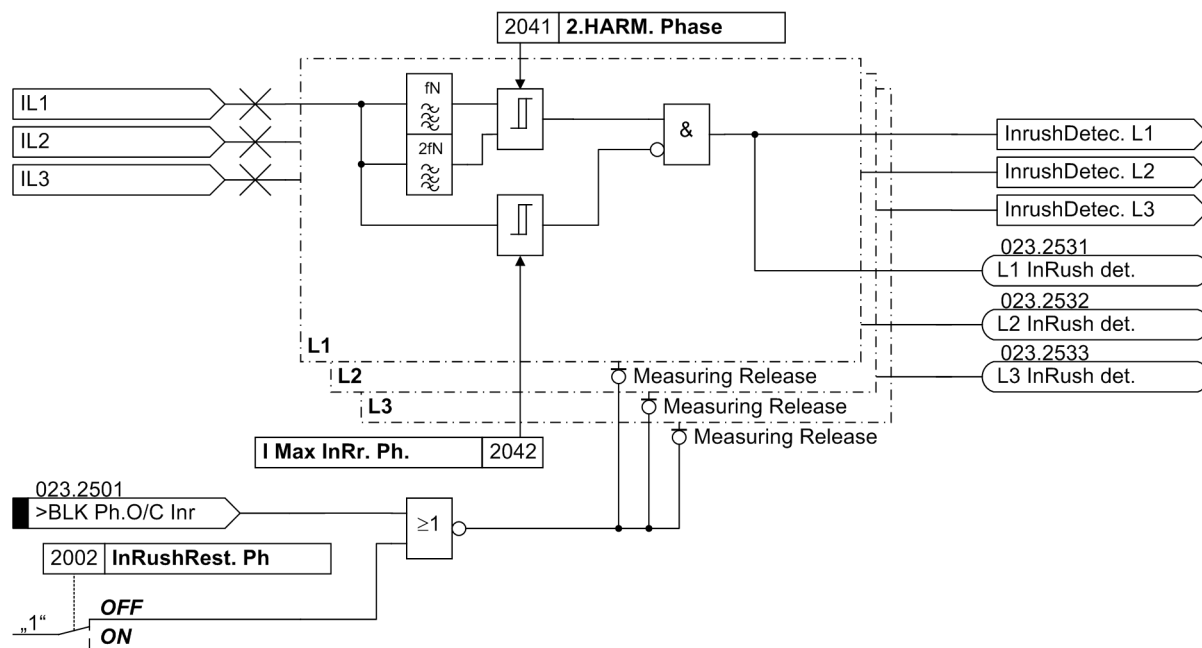 2041 2.HARM. Phase
IL1
IL2
IL3
fN
2fN
&
InrushDetec. L1
InrushDetec. L2
InrushDetec. L3
023.2531
L1 InRush det.
023.2532
L2 InRush det.
023.2533
L3 InRush det.
L1
L2
L3
Measuring Release
Measuring Release
Measuring Release
I Max InRr. Ph. 2042
023.2501
>BLK Ph.O/C Inr
≥1
2002 InRushRest. Ph
„1“
OFF
ON